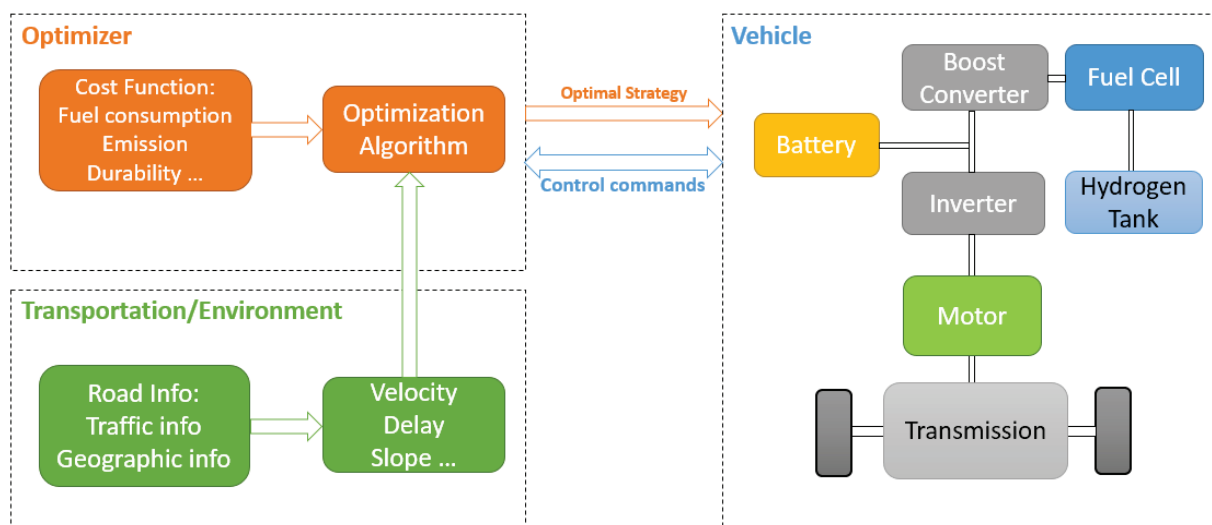 Optimizer
Cost Function:
Fuel consumption
Emission
Durability ...
Optimization
Algorithm
Optimal Strategy
Control commands
Transportation/Environment
Road Info:
Traffic info
Geographic info
Velocity
Delay
Slope ...
Vehicle
Boost
Converter
Fuel Cell
Battery
Inverter
Hydrogen
Tank
Motor
Transmission